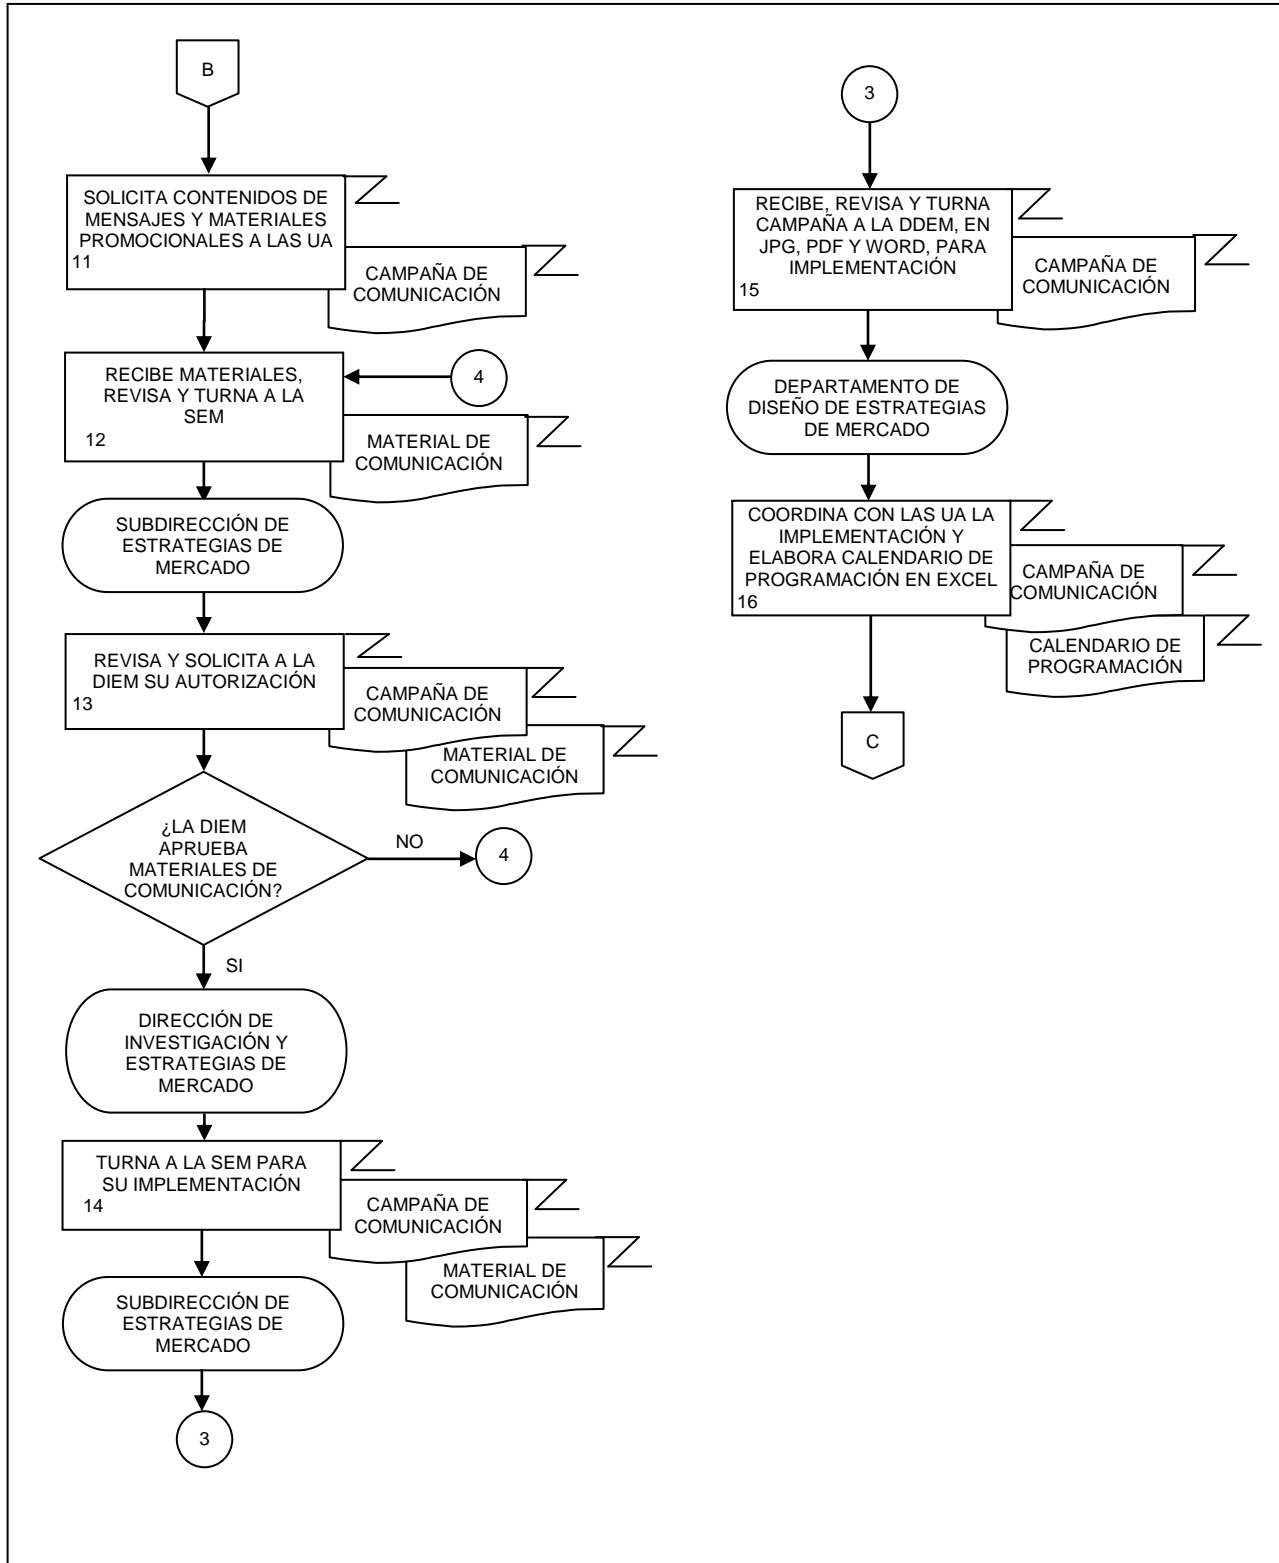 B
SOLICITA CONTENIDOS DE
MENSAJES Y MATERIALES
PROMOCIONALES A LAS UA
11
CAMPAÑA DE
COMUNICACIÓN
RECIBE MATERIALES,
REVISA Y TURNA A LA
SEM
12
4
MATERIAL DE
COMUNICACIÓN
SUBDIRECCIÓN DE
ESTRATEGIAS DE
MERCADO
REVISA Y SOLICITA A LA
DIEM SU AUTORIZACIÓN
13
CAMPAÑA DE
COMUNICACIÓN
MATERIAL DE
COMUNICACIÓN
¿LA DIEM
APRUEBA
MATERIALES DE
COMUNICACIÓN?
NO
4
SI
DIRECCIÓN DE
INVESTIGACIÓN Y
ESTRATEGIAS DE
MERCADO
TURNA A LA SEM PARA
SU IMPLEMENTACIÓN
14
CAMPAÑA DE
COMUNICACIÓN
MATERIAL DE
COMUNICACIÓN
SUBDIRECCIÓN DE
ESTRATEGIAS DE
MERCADO
3
3
RECIBE, REVISA Y TURNA
CAMPAÑA A LA DDEM, EN
JPG, PDF Y WORD, PARA
IMPLEMENTACIÓN
15
CAMPAÑA DE
COMUNICACIÓN
DEPARTAMENTO DE
DISEÑO DE ESTRATEGIAS
DE MERCADO
COORDINA CON LAS UA LA
IMPLEMENTACIÓN Y
ELABORA CALENDARIO DE
PROGRAMACIÓN EN EXCEL
16
CAMPAÑA DE
COMUNICACIÓN
CALENDARIO DE
PROGRAMACIÓN
C